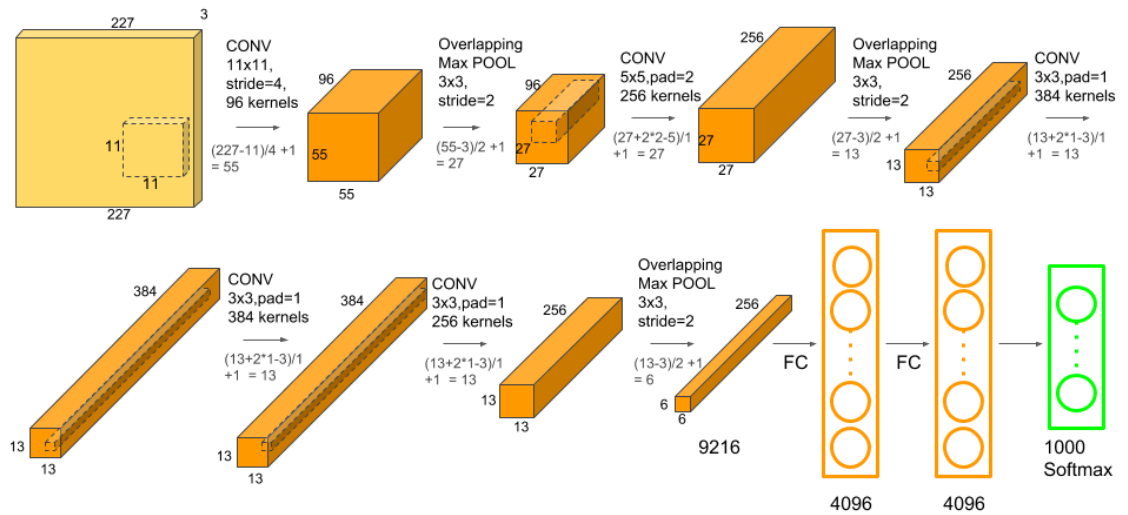 227
3
11
11
227
CONV
11x11,
stride=4,
96 kernels
(227-11)/4 +1
= 55
96
55
55
Overlapping
Max POOL
3x3,
stride=2
(55-3)/2 +1
= 27
96
27
27
CONV
5x5,pad=2
256 kernels
(27+2*2-5)/1
+1 = 27
256
27
27
Overlapping
Max POOL
3x3,
stride=2
(27-3)/2 +1
= 13
256
13
13
CONV
3x3,pad=1
384 kernels
(13+2*1-3)/1
+1 = 13
384
13
13
CONV
3x3,pad=1
384 kernels
(13+2*1-3)/1
+1 = 13
384
13
13
CONV
3x3,pad=1
256 kernels
(13+2*1-3)/1
+1 = 13
256
13
13
Overlapping
Max POOL
3x3,
stride=2
(13-3)/2 +1
= 6
256
6
6
9216
FC
4096
FC
4096
1000
Softmax